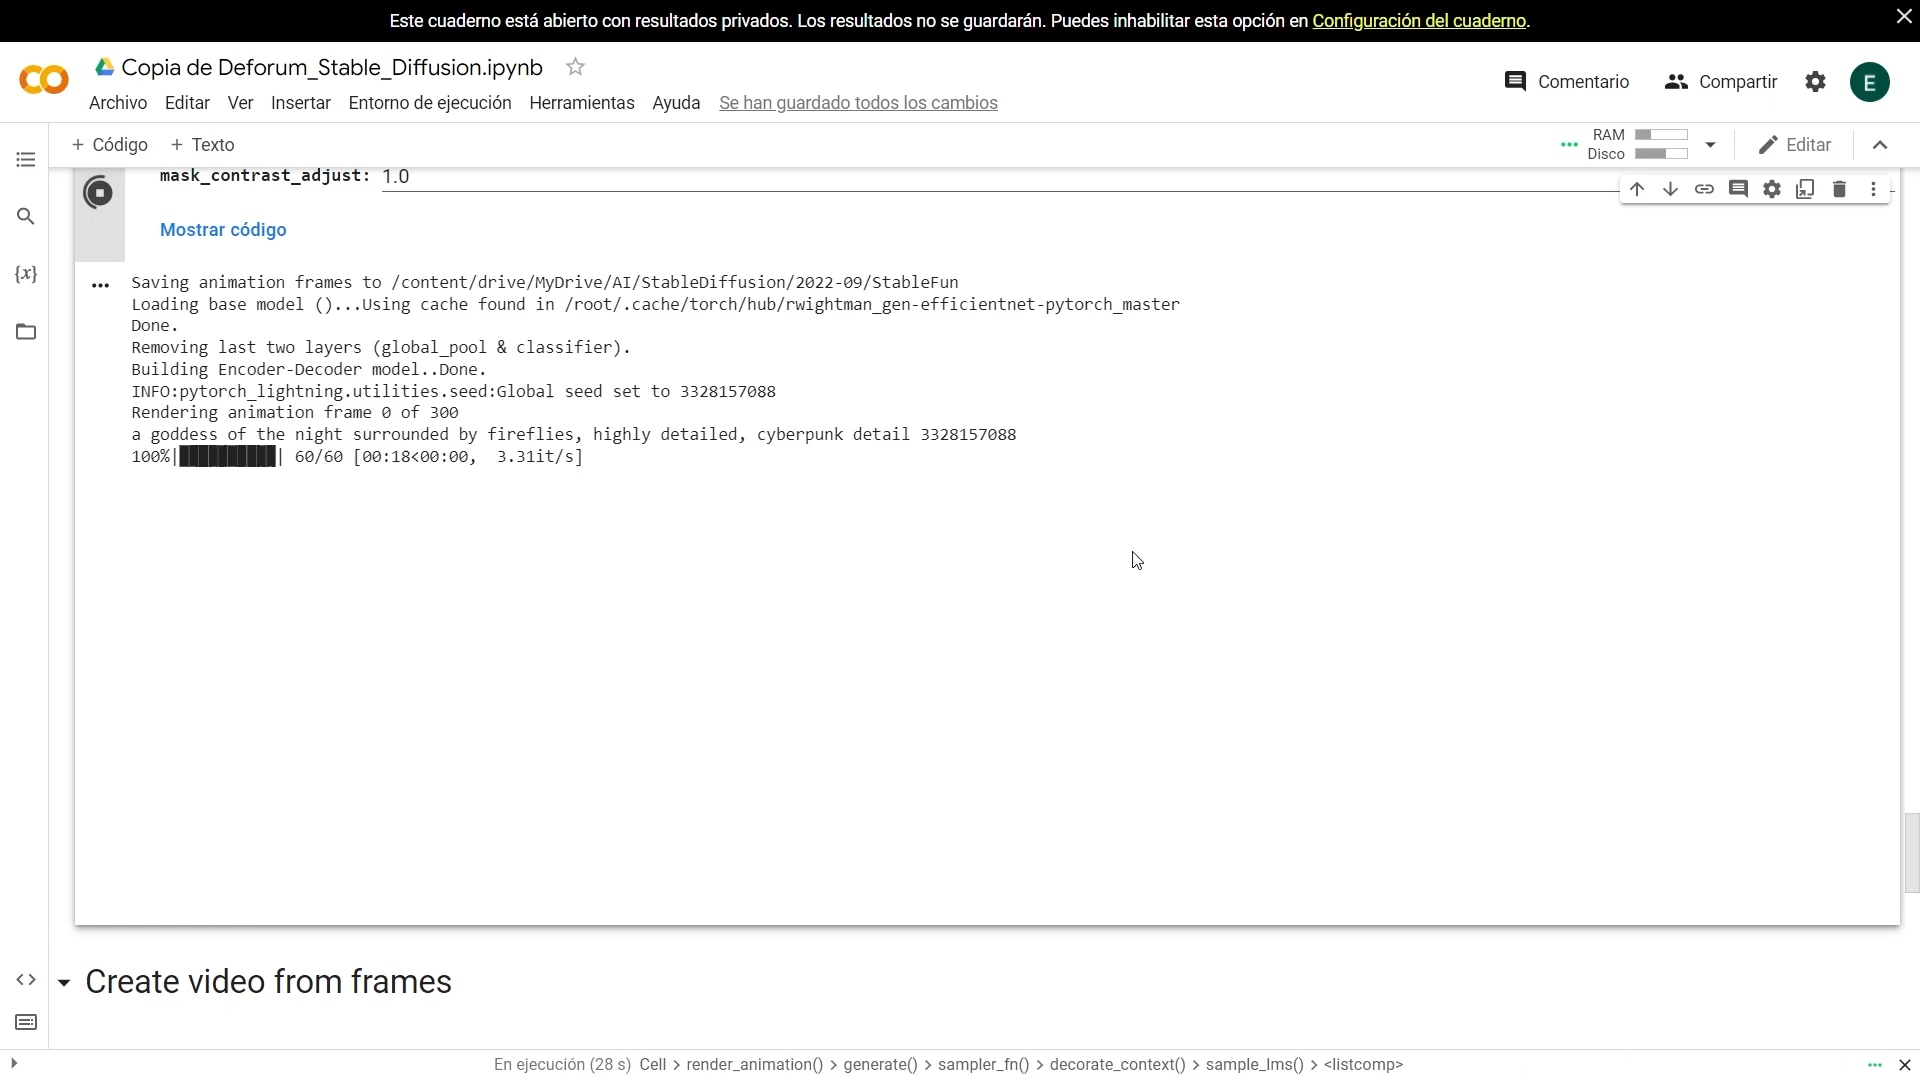 Este cuaderno está abierto con resultados privados. Los resultados no se guardarán. Puedes inhabilitar esta opción en Configuración del cuaderno.
Copia de Deforum_Stable_Diffusion.ipynb
Comentario
Compartir
E
Archivo Editar Ver Insertar Entorno de ejecución Herramientas Ayuda Se han guardado todos los cambios
+ Código + Texto
RAM
Disco
Editar
mask_contrast_adjust: 1.0
Mostrar código
Saving animation frames to /content/drive/MyDrive/AI/StableDiffusion/2022-09/StableFun
Loading base model ()...Using cache found in /root/.cache/torch/hub/rwightman_gen-efficientnet-pytorch_master
Done.
Removing last two layers (global_pool & classifier).
Building Encoder-Decoder model..Done.
INFO:pytorch_lightning.utilities.seed:Global seed set to 3328157088
Rendering animation frame 0 of 300
a goddess of the night surrounded by fireflies, highly detailed, cyberpunk detail 3328157088
100%|██████████| 60/60 [00:18<00:00,  3.31it/s]
Create video from frames
En ejecución (28 s) Cell > render_animation() > generate() > sampler_fn() > decorate_context() > sample_lms() > <listcomp>